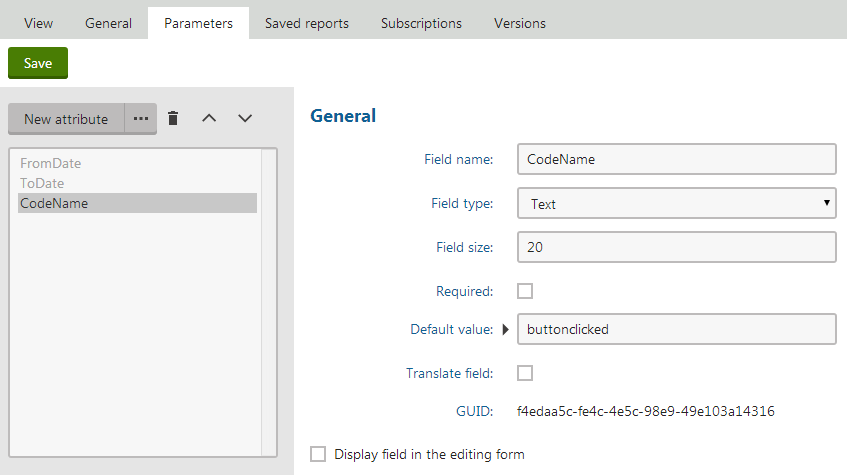 View General Parameters Saved reports Subscriptions Versions
Save
New attribute ...
FromDate
ToDate
CodeName
General
Field name: CodeName
Field type: Text
Field size: 20
Required:
Default value: buttonclicked
Translate field:
GUID: f4edaa5c-fe4c-4e5c-98e9-49e103a14316
Display field in the editing form